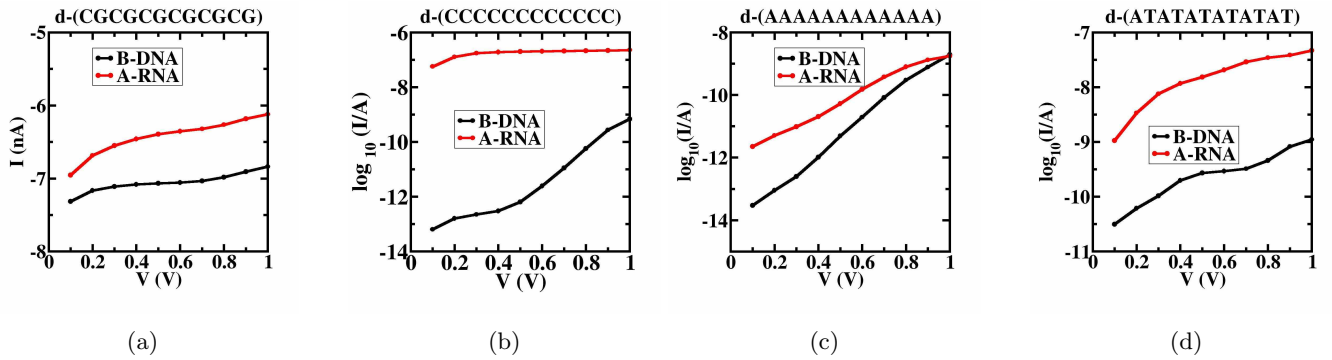 d-(CGCGCGCGCGCG)
-5
-6
-7
-8
I (nA)
B-DNA
A-RNA
0
0.2
0.4
0.6
0.8
1
V (V)
(a)
d-(CCCCCCCCCCCC)
-6
-8
-10
-12
-14
log 10(I/A)
B-DNA
A-RNA
0
0.2
0.4
0.6
0.8
1
V (V)
(b)
d-(AAAAAAAAAAAA)
-8
-10
-12
-14
log10(I/A)
B-DNA
A-RNA
0
0.2
0.4
0.6
0.8
1
V (V)
(c)
d-(ATATATATATAT)
-7
-8
-9
-10
-11
log10(I/A)
B-DNA
A-RNA
0
0.2
0.4
0.6
0.8
1
V (V)
(d)